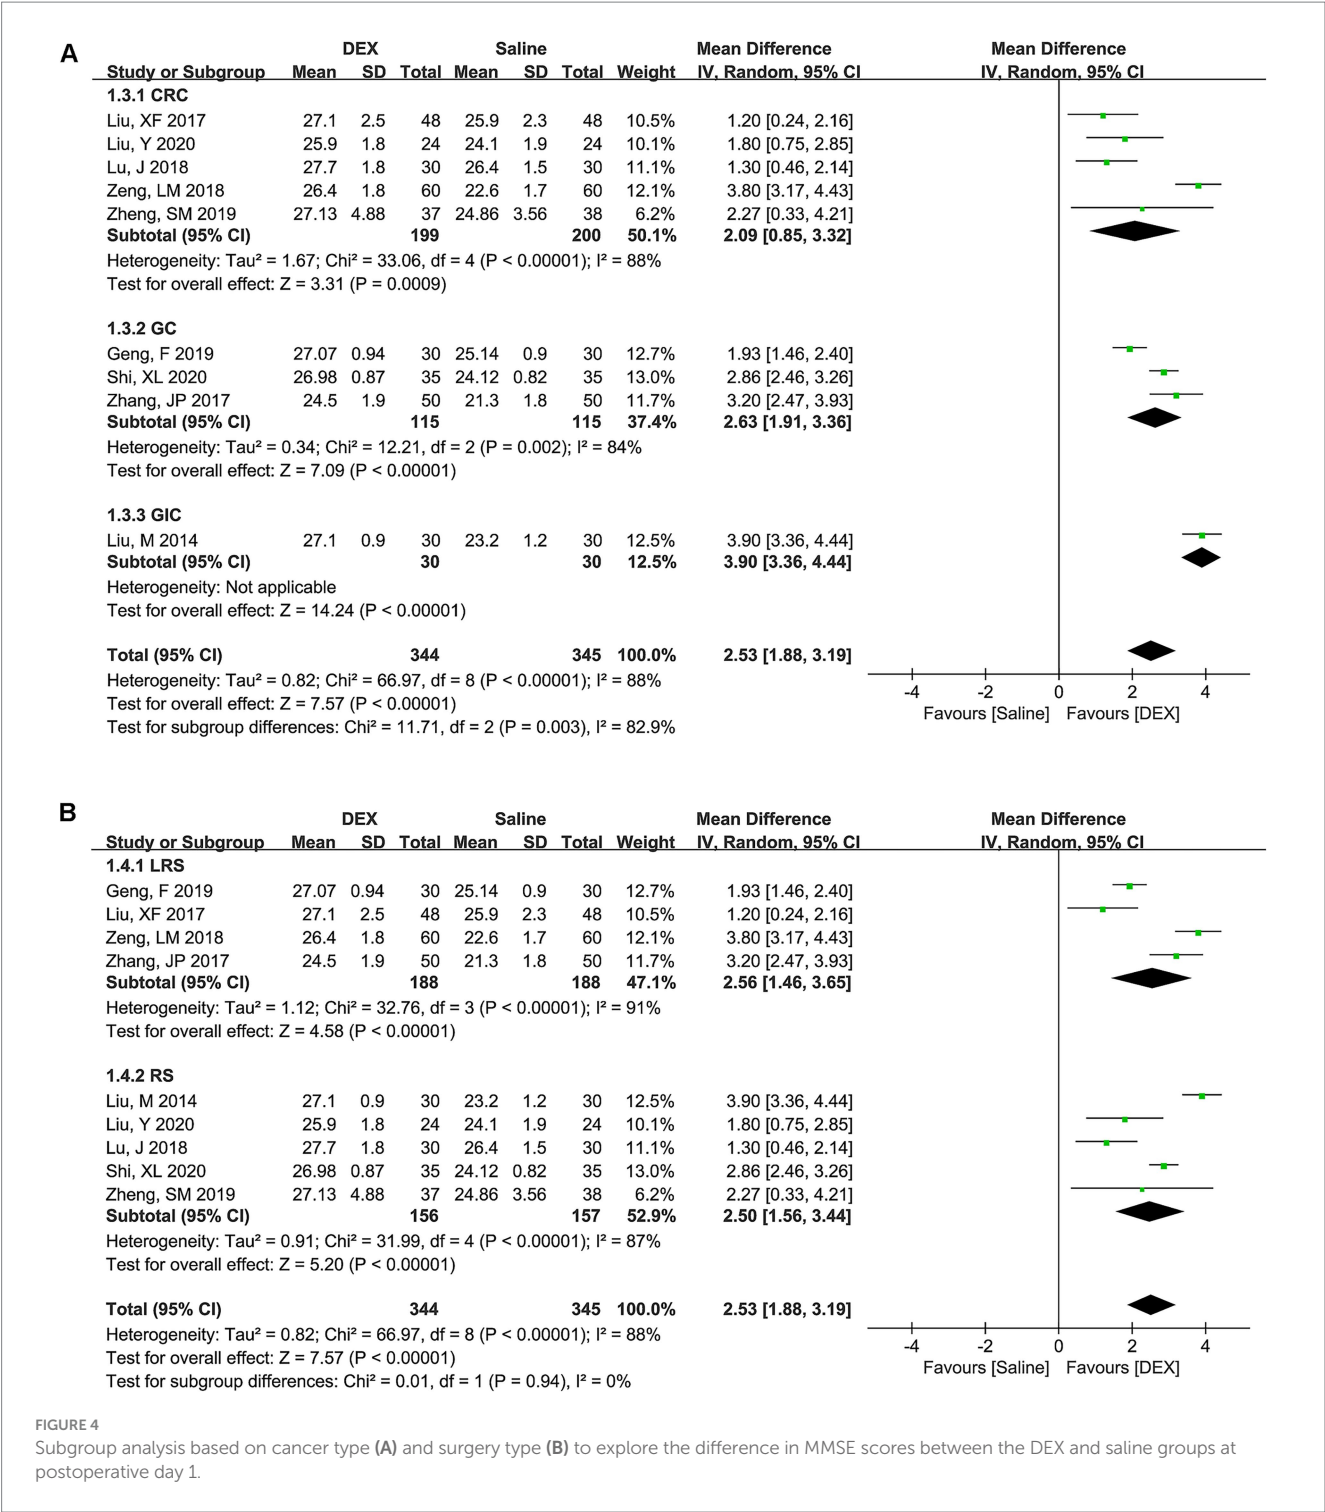 A
DEX Saline Mean Difference Mean Difference
Study or Subgroup Mean SD Total Mean SD Total Weight IV, Random, 95% CI IV, Random, 95% CI
1.3.1 CRC
Liu, XF 2017 27.1 2.5 48 25.9 2.3 48 10.5% 1.20 [0.24, 2.16]
Liu, Y 2020 25.9 1.8 24 24.1 1.9 24 10.1% 1.80 [0.75, 2.85]
Lu, J 2018 27.7 1.8 30 26.4 1.5 30 11.1% 1.30 [0.46, 2.14]
Zeng, LM 2018 26.4 1.8 60 22.6 1.7 60 12.1% 3.80 [3.17, 4.43]
Zheng, SM 2019 27.13 4.88 37 24.86 3.56 38 6.2% 2.27 [0.33, 4.21]
Subtotal (95% CI) 199 200 50.1% 2.09 [0.85, 3.32]
Heterogeneity: Tau² = 1.67; Chi² = 33.06, df = 4 (P < 0.00001); I² = 88%
Test for overall effect: Z = 3.31 (P = 0.0009)
1.3.2 GC
Geng, F 2019 27.07 0.94 30 25.14 0.9 30 12.7% 1.93 [1.46, 2.40]
Shi, XL 2020 26.98 0.87 35 24.12 0.82 35 13.0% 2.86 [2.46, 3.26]
Zhang, JP 2017 24.5 1.9 50 21.3 1.8 50 11.7% 3.20 [2.47, 3.93]
Subtotal (95% CI) 115 115 37.4% 2.63 [1.91, 3.36]
Heterogeneity: Tau² = 0.34; Chi² = 12.21, df = 2 (P = 0.002); I² = 84%
Test for overall effect: Z = 7.09 (P < 0.00001)
1.3.3 GIC
Liu, M 2014 27.1 0.9 30 23.2 1.2 30 12.5% 3.90 [3.36, 4.44]
Subtotal (95% CI) 30 30 12.5% 3.90 [3.36, 4.44]
Heterogeneity: Not applicable
Test for overall effect: Z = 14.24 (P < 0.00001)
Total (95% CI) 344 345 100.0% 2.53 [1.88, 3.19]
Heterogeneity: Tau² = 0.82; Chi² = 66.97, df = 8 (P < 0.00001); I² = 88%
Test for overall effect: Z = 7.57 (P < 0.00001)
Test for subgroup differences: Chi² = 11.71, df = 2 (P = 0.003), I² = 82.9%
-4 -2 0 2 4
Favours [Saline] Favours [DEX]
B
DEX Saline Mean Difference Mean Difference
Study or Subgroup Mean SD Total Mean SD Total Weight IV, Random, 95% CI IV, Random, 95% CI
1.4.1 LRS
Geng, F 2019 27.07 0.94 30 25.14 0.9 30 12.7% 1.93 [1.46, 2.40]
Liu, XF 2017 27.1 2.5 48 25.9 2.3 48 10.5% 1.20 [0.24, 2.16]
Zeng, LM 2018 26.4 1.8 60 22.6 1.7 60 12.1% 3.80 [3.17, 4.43]
Zhang, JP 2017 24.5 1.9 50 21.3 1.8 50 11.7% 3.20 [2.47, 3.93]
Subtotal (95% CI) 188 188 47.1% 2.56 [1.46, 3.65]
Heterogeneity: Tau² = 1.12; Chi² = 32.76, df = 3 (P < 0.00001); I² = 91%
Test for overall effect: Z = 4.58 (P < 0.00001)
1.4.2 RS
Liu, M 2014 27.1 0.9 30 23.2 1.2 30 12.5% 3.90 [3.36, 4.44]
Liu, Y 2020 25.9 1.8 24 24.1 1.9 24 10.1% 1.80 [0.75, 2.85]
Lu, J 2018 27.7 1.8 30 26.4 1.5 30 11.1% 1.30 [0.46, 2.14]
Shi, XL 2020 26.98 0.87 35 24.12 0.82 35 13.0% 2.86 [2.46, 3.26]
Zheng, SM 2019 27.13 4.88 37 24.86 3.56 38 6.2% 2.27 [0.33, 4.21]
Subtotal (95% CI) 156 157 52.9% 2.50 [1.56, 3.44]
Heterogeneity: Tau² = 0.91; Chi² = 31.99, df = 4 (P < 0.00001); I² = 87%
Test for overall effect: Z = 5.20 (P < 0.00001)
Total (95% CI) 344 345 100.0% 2.53 [1.88, 3.19]
Heterogeneity: Tau² = 0.82; Chi² = 66.97, df = 8 (P < 0.00001); I² = 88%
Test for overall effect: Z = 7.57 (P < 0.00001)
Test for subgroup differences: Chi² = 0.01, df = 1 (P = 0.94), I² = 0%
-4 -2 0 2 4
Favours [Saline] Favours [DEX]
FIGURE 4
Subgroup analysis based on cancer type (A) and surgery type (B) to explore the difference in MMSE scores between the DEX and saline groups at
postoperative day 1.